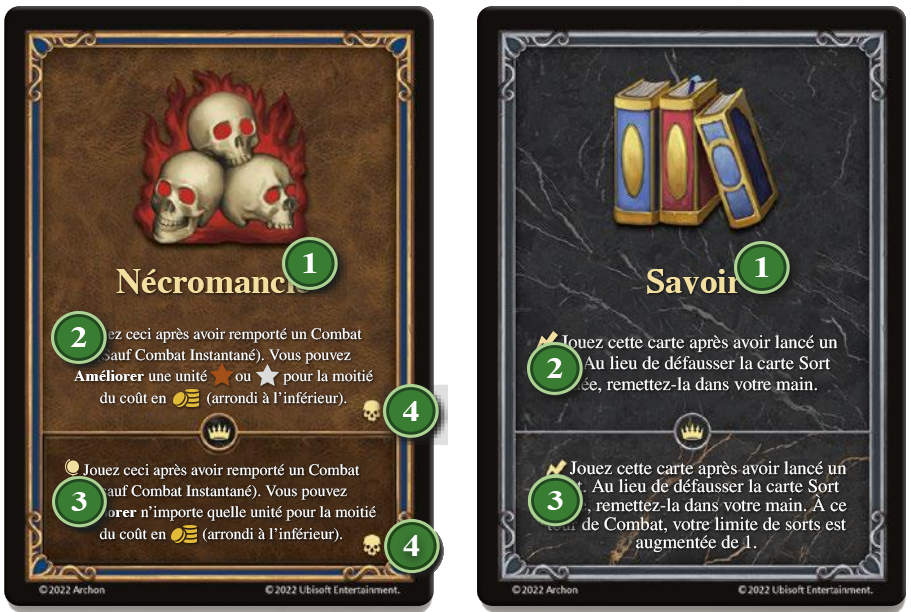 1
Nécromanc
2
ez ceci après avoir remporté un Combat
Sauf Combat Instantané). Vous pouvez
Améliorer une unité ou pour la moitié
du coût en (arrondi à l'inférieur).
4
Jouez ceci après avoir remporté un Combat
3
auf Combat Instantané). Vous pouvez
orer n'importe quelle unité pour la moitié
du coût en (arrondi à l'inférieur).
4
©2022 Archon
©2022 Ubisoft Entertainment.
1
Savoir
Jouez cette carte après avoir lancé un
2
Au lieu de défausser la carte Sort
ée, remettez-la dans votre main.
Jouez cette carte après avoir lancé un
3
. Au lieu de défausser la carte Sort
, remettez-la dans votre main. À ce
de Combat, votre limite de sorts est
augmentée de 1.
©2022 Archon
©2022 Ubisoft Entertainment.